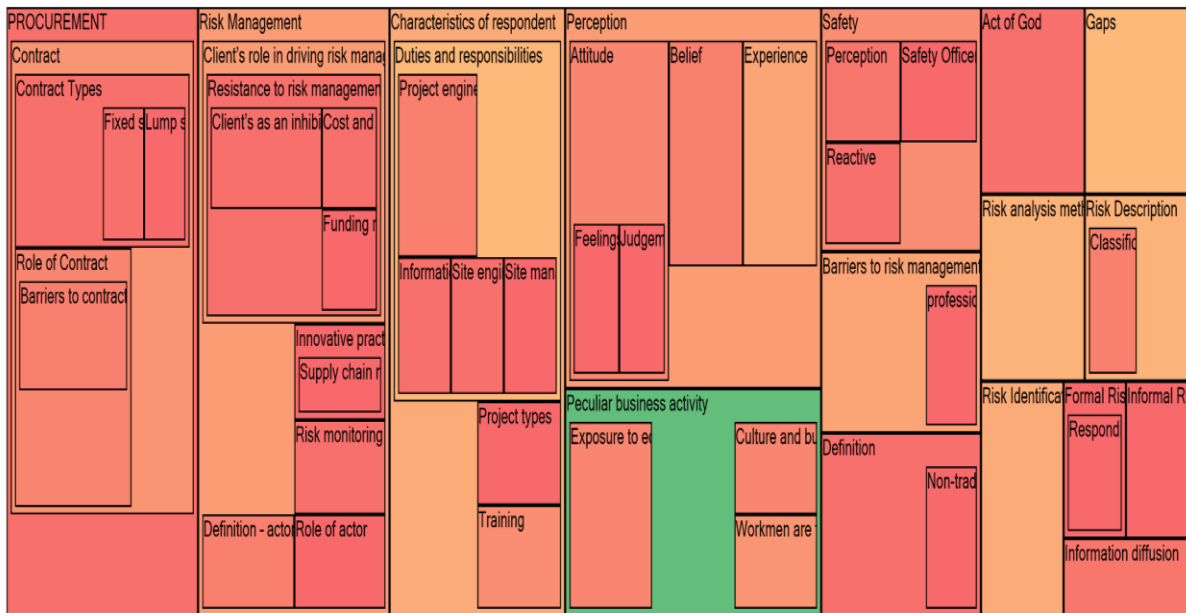 PROCUREMENT
Contract
Contract Types
Fixed s
Lump s
Role of Contract
Barriers to contract
Risk Management
Client's role in driving risk manag
Resistance to risk management
Client's as an inhibi
Cost and
Funding r
Innovative pract
Supply chain r
Risk monitoring
Definition - actor
Role of actor
Characteristics of respondent
Duties and responsibilities
Project engine
Informatic
Site engi
Site man
Project types
Training
Perception
Attitude
Feelings
Judgem
Belief
Experience
Peculiar business activity
Exposure to ec
Culture and bu
Workmen are
Safety
Perception
Safety Office
Reactive
Barriers to risk management
professio
Definition
Non-trad
Act of God
Gaps
Risk analysis meth
Risk Description
Classific
Risk Identifica
Formal Ris
Respond
Informal R
Information diffusion